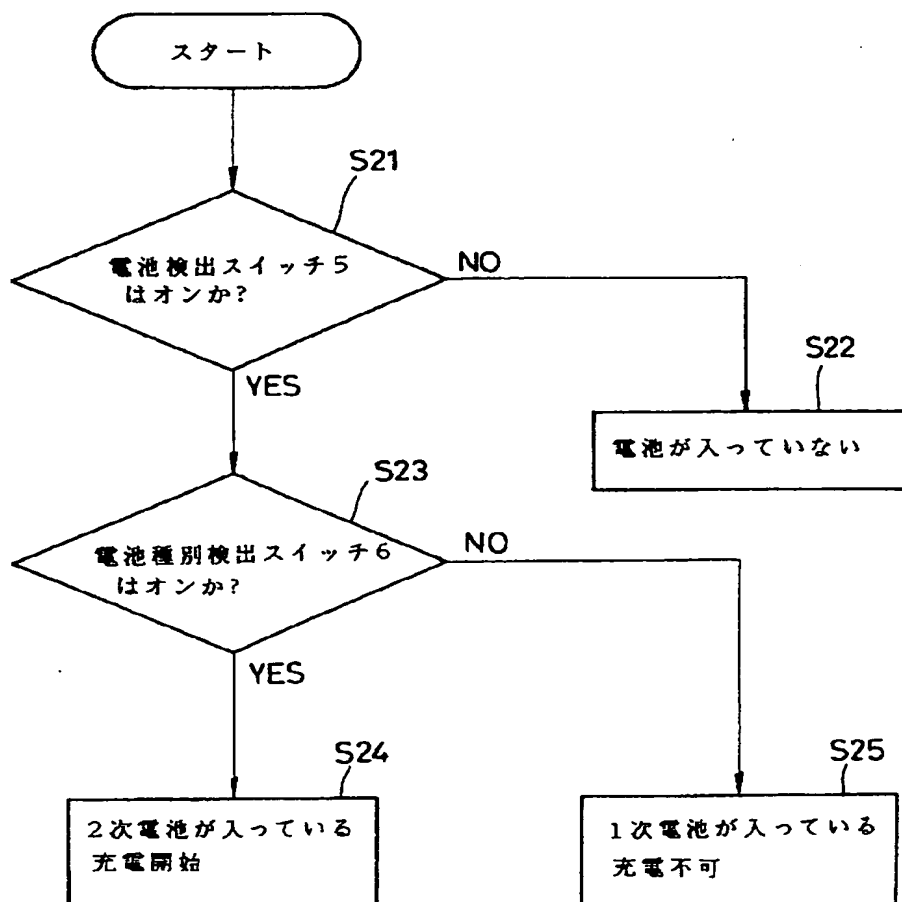 スタート
S21
電池検出スイッチ5
はオンか?
NO
YES
S22
電池が入っていない
S23
電池種別検出スイッチ6
はオンか?
NO
YES
S24
2次電池が入っている
充電開始
S25
1次電池が入っている
充電不可